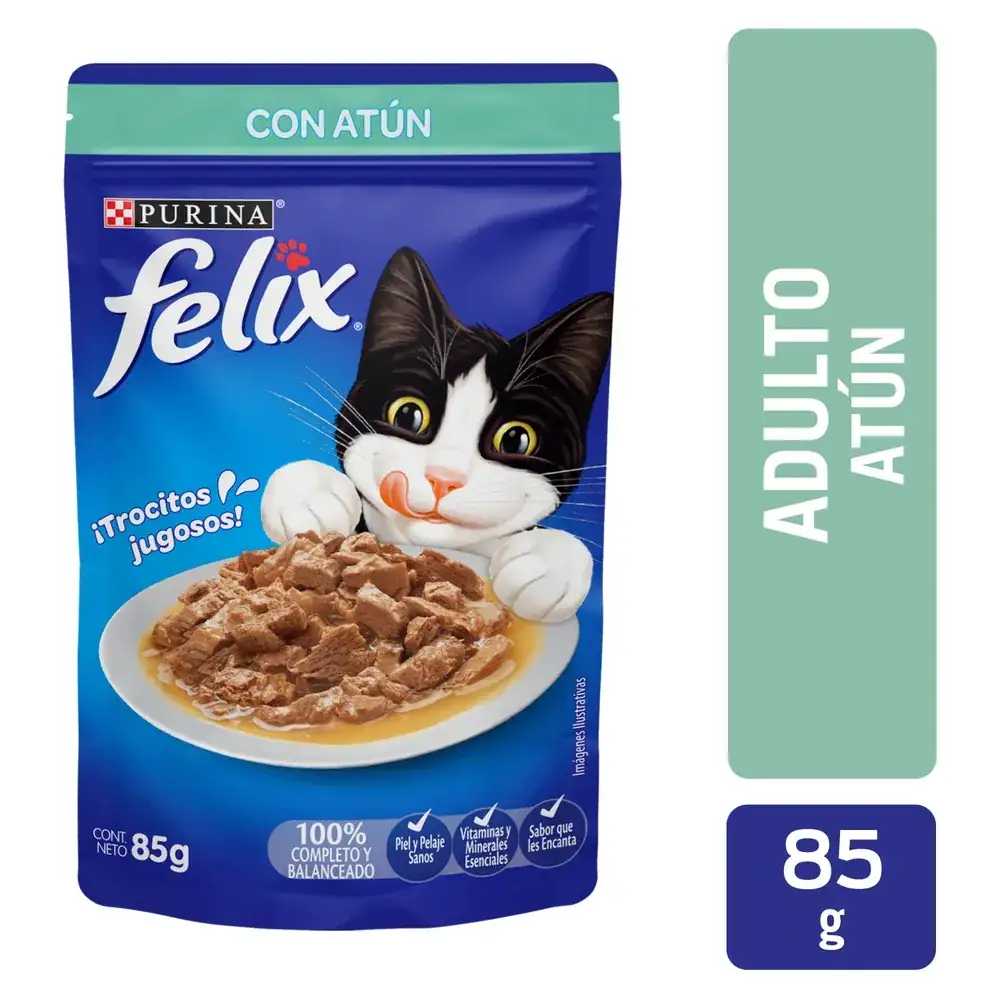 CON ATÚN
PURINA®
felix®
¡Trocitos
jugosos!
Imágenes Ilustrativas
CONT.
NETO 85g
100%
COMPLETO Y
BALANCEADO
Piel y Pelaje
Sanos
Vitaminas y
Minerales
Esenciales
Sabor que
les Encanta
ADULTO
ATÚN
85
g